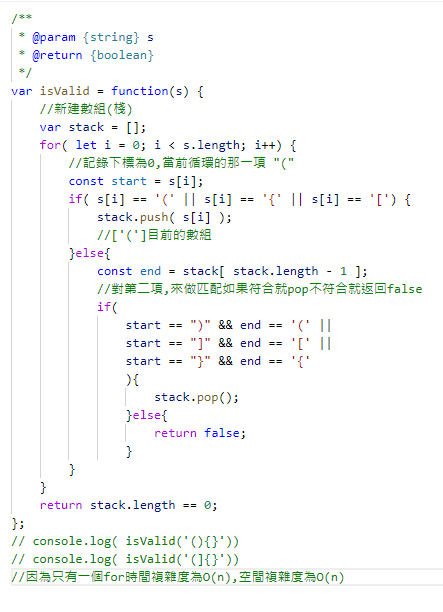 /**
 * @param {string} s
 * @return {boolean}
 */
var isValid = function(s) {
    //新建數組(棧)
    var stack = [];
    for( let i = 0; i < s.length; i++) {
        //記錄下標為0,當前循環的那一項 "("
        const start = s[i];
        if( s[i] == '(' || s[i] == '{' || s[i] == '[') {
            stack.push( s[i] );
            //['(']目前的數組
        }else{
            const end = stack[ stack.length - 1 ];
            //對第二項,來做匹配如果符合就pop不符合就返回false
            if(
                start == ")" && end == '(' ||
                start == "]" && end == '[' ||
                start == "}" && end == '{'
                ){
                    stack.pop();
                }else{
                    return false;
                }
        }
    }
    return stack.length == 0;
};
// console.log( isValid('(){}'))
// console.log( isValid('(]{}'))
//因為只有一個for時間複雜度為O(n),空間複雜度為O(n)